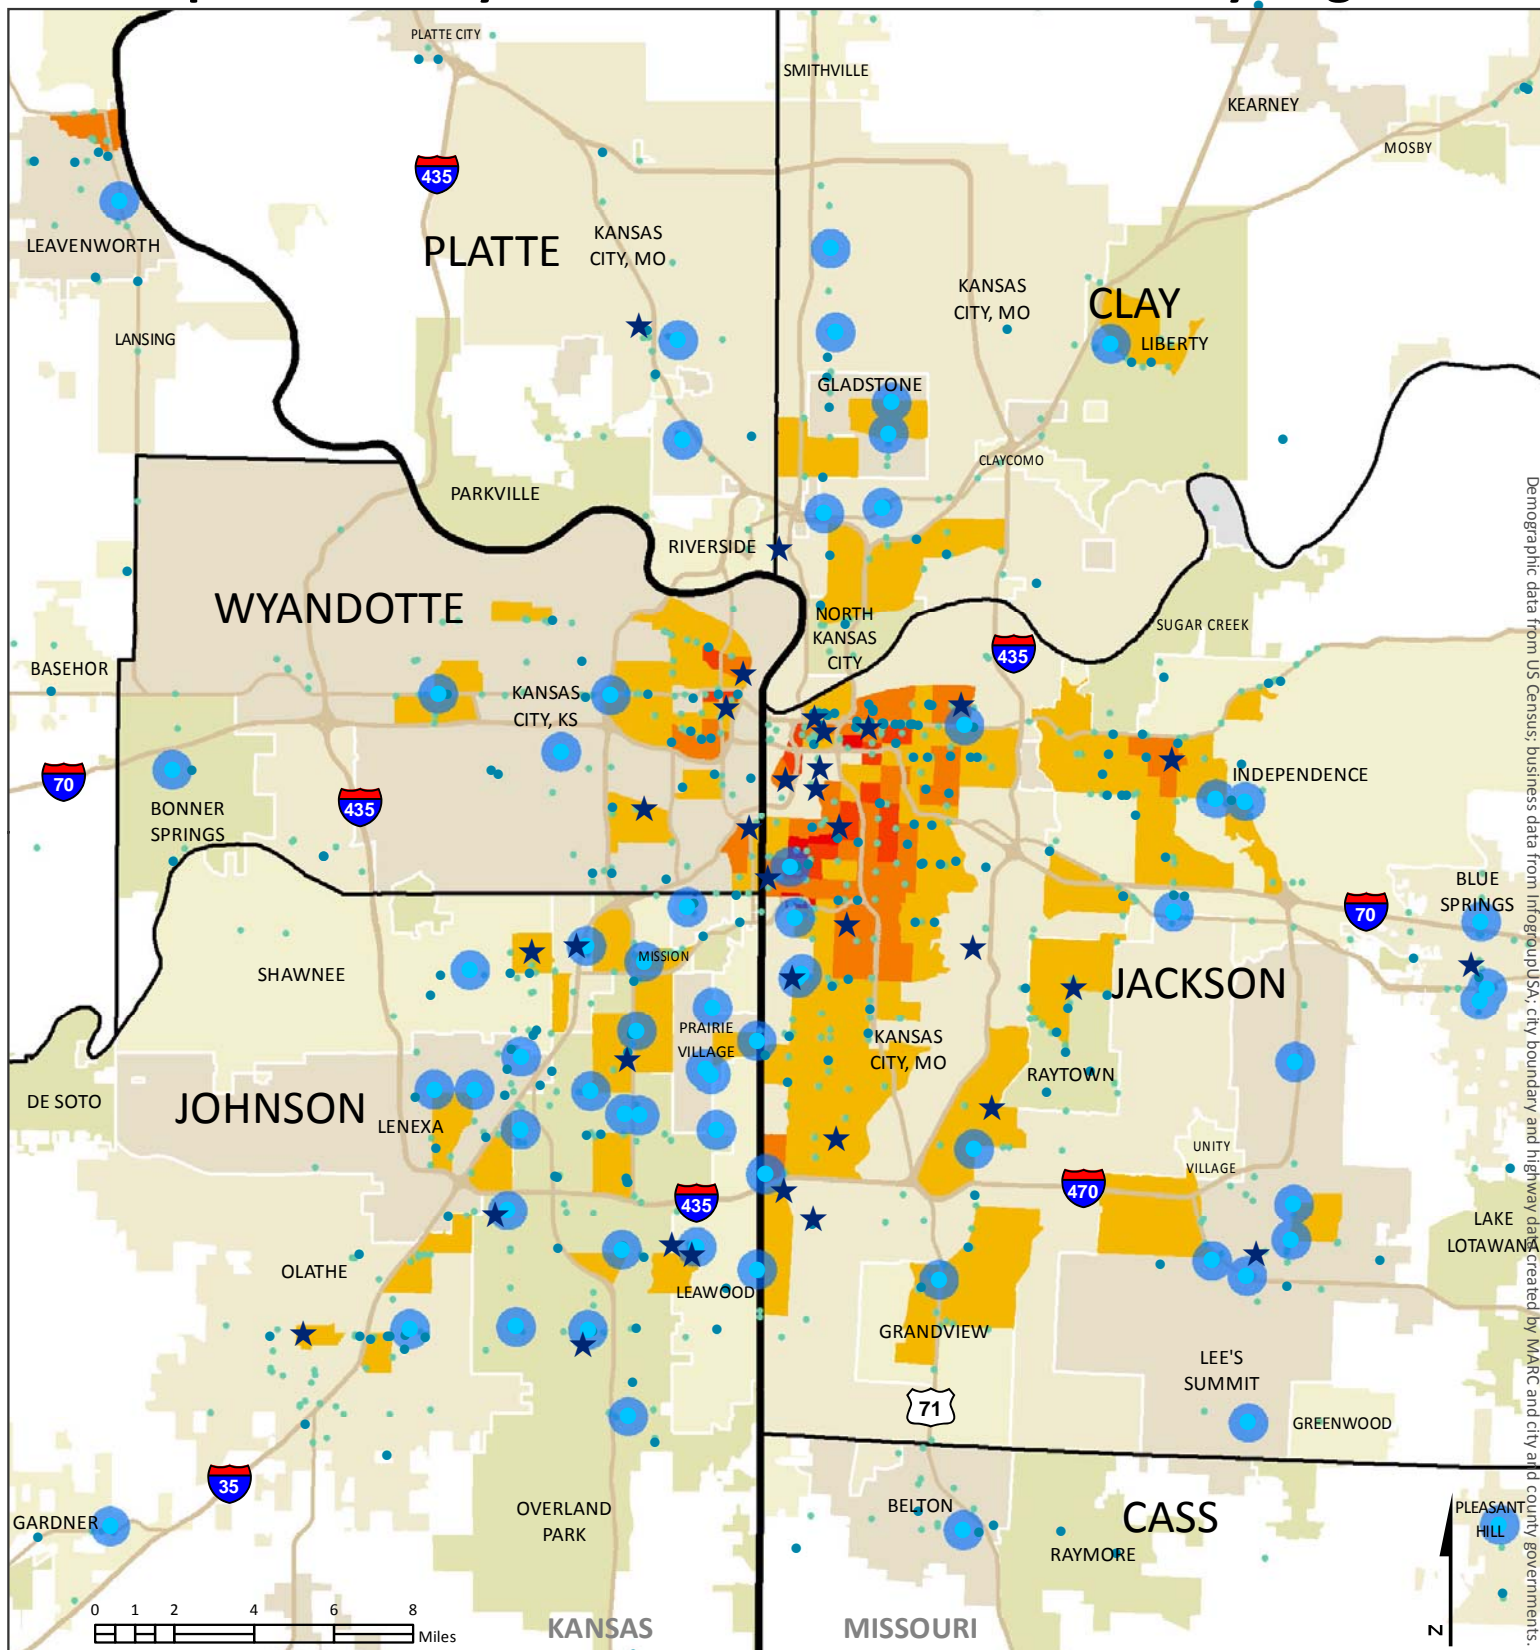 PLATTE CITY
SMITHVILLE
KEARNEY
MOSBY
435
LEAVENWORTH
PLATTE
KANSAS
CITY, MO
KANSAS
CITY, MO
CLAY
LANSING
LIBERTY
GLADSTONE
CLAYCOMO
PARKVILLE
RIVERSIDE
WYANDOTTE
NORTH
KANSAS
CITY
SUGAR CREEK
435
BASEHOR
KANSAS
CITY, KS
70
435
INDEPENDENCE
BONNER
SPRINGS
BLUE
SPRINGS
70
SHAWNEE
MISSION
JACKSON
PRAIRIE
VILLAGE
KANSAS
CITY, MO
RAYTOWN
DE SOTO
JOHNSON
LENEXA
UNITY
VILLAGE
435
470
LAKE
LOTAWANA
OLATHE
LEAWOOD
GRANDVIEW
LEE'S
SUMMIT
71
GREENWOOD
35
OVERLAND
PARK
BELTON
CASS
PLEASANT
HILL
GARDNER
RAYMORE
0 1 2 4 6 8
Miles
KANSAS
MISSOURI
N
Demographic data from US Census; business data from InfogroupUSA; city boundary and highway data created by MARC and city and county governments.